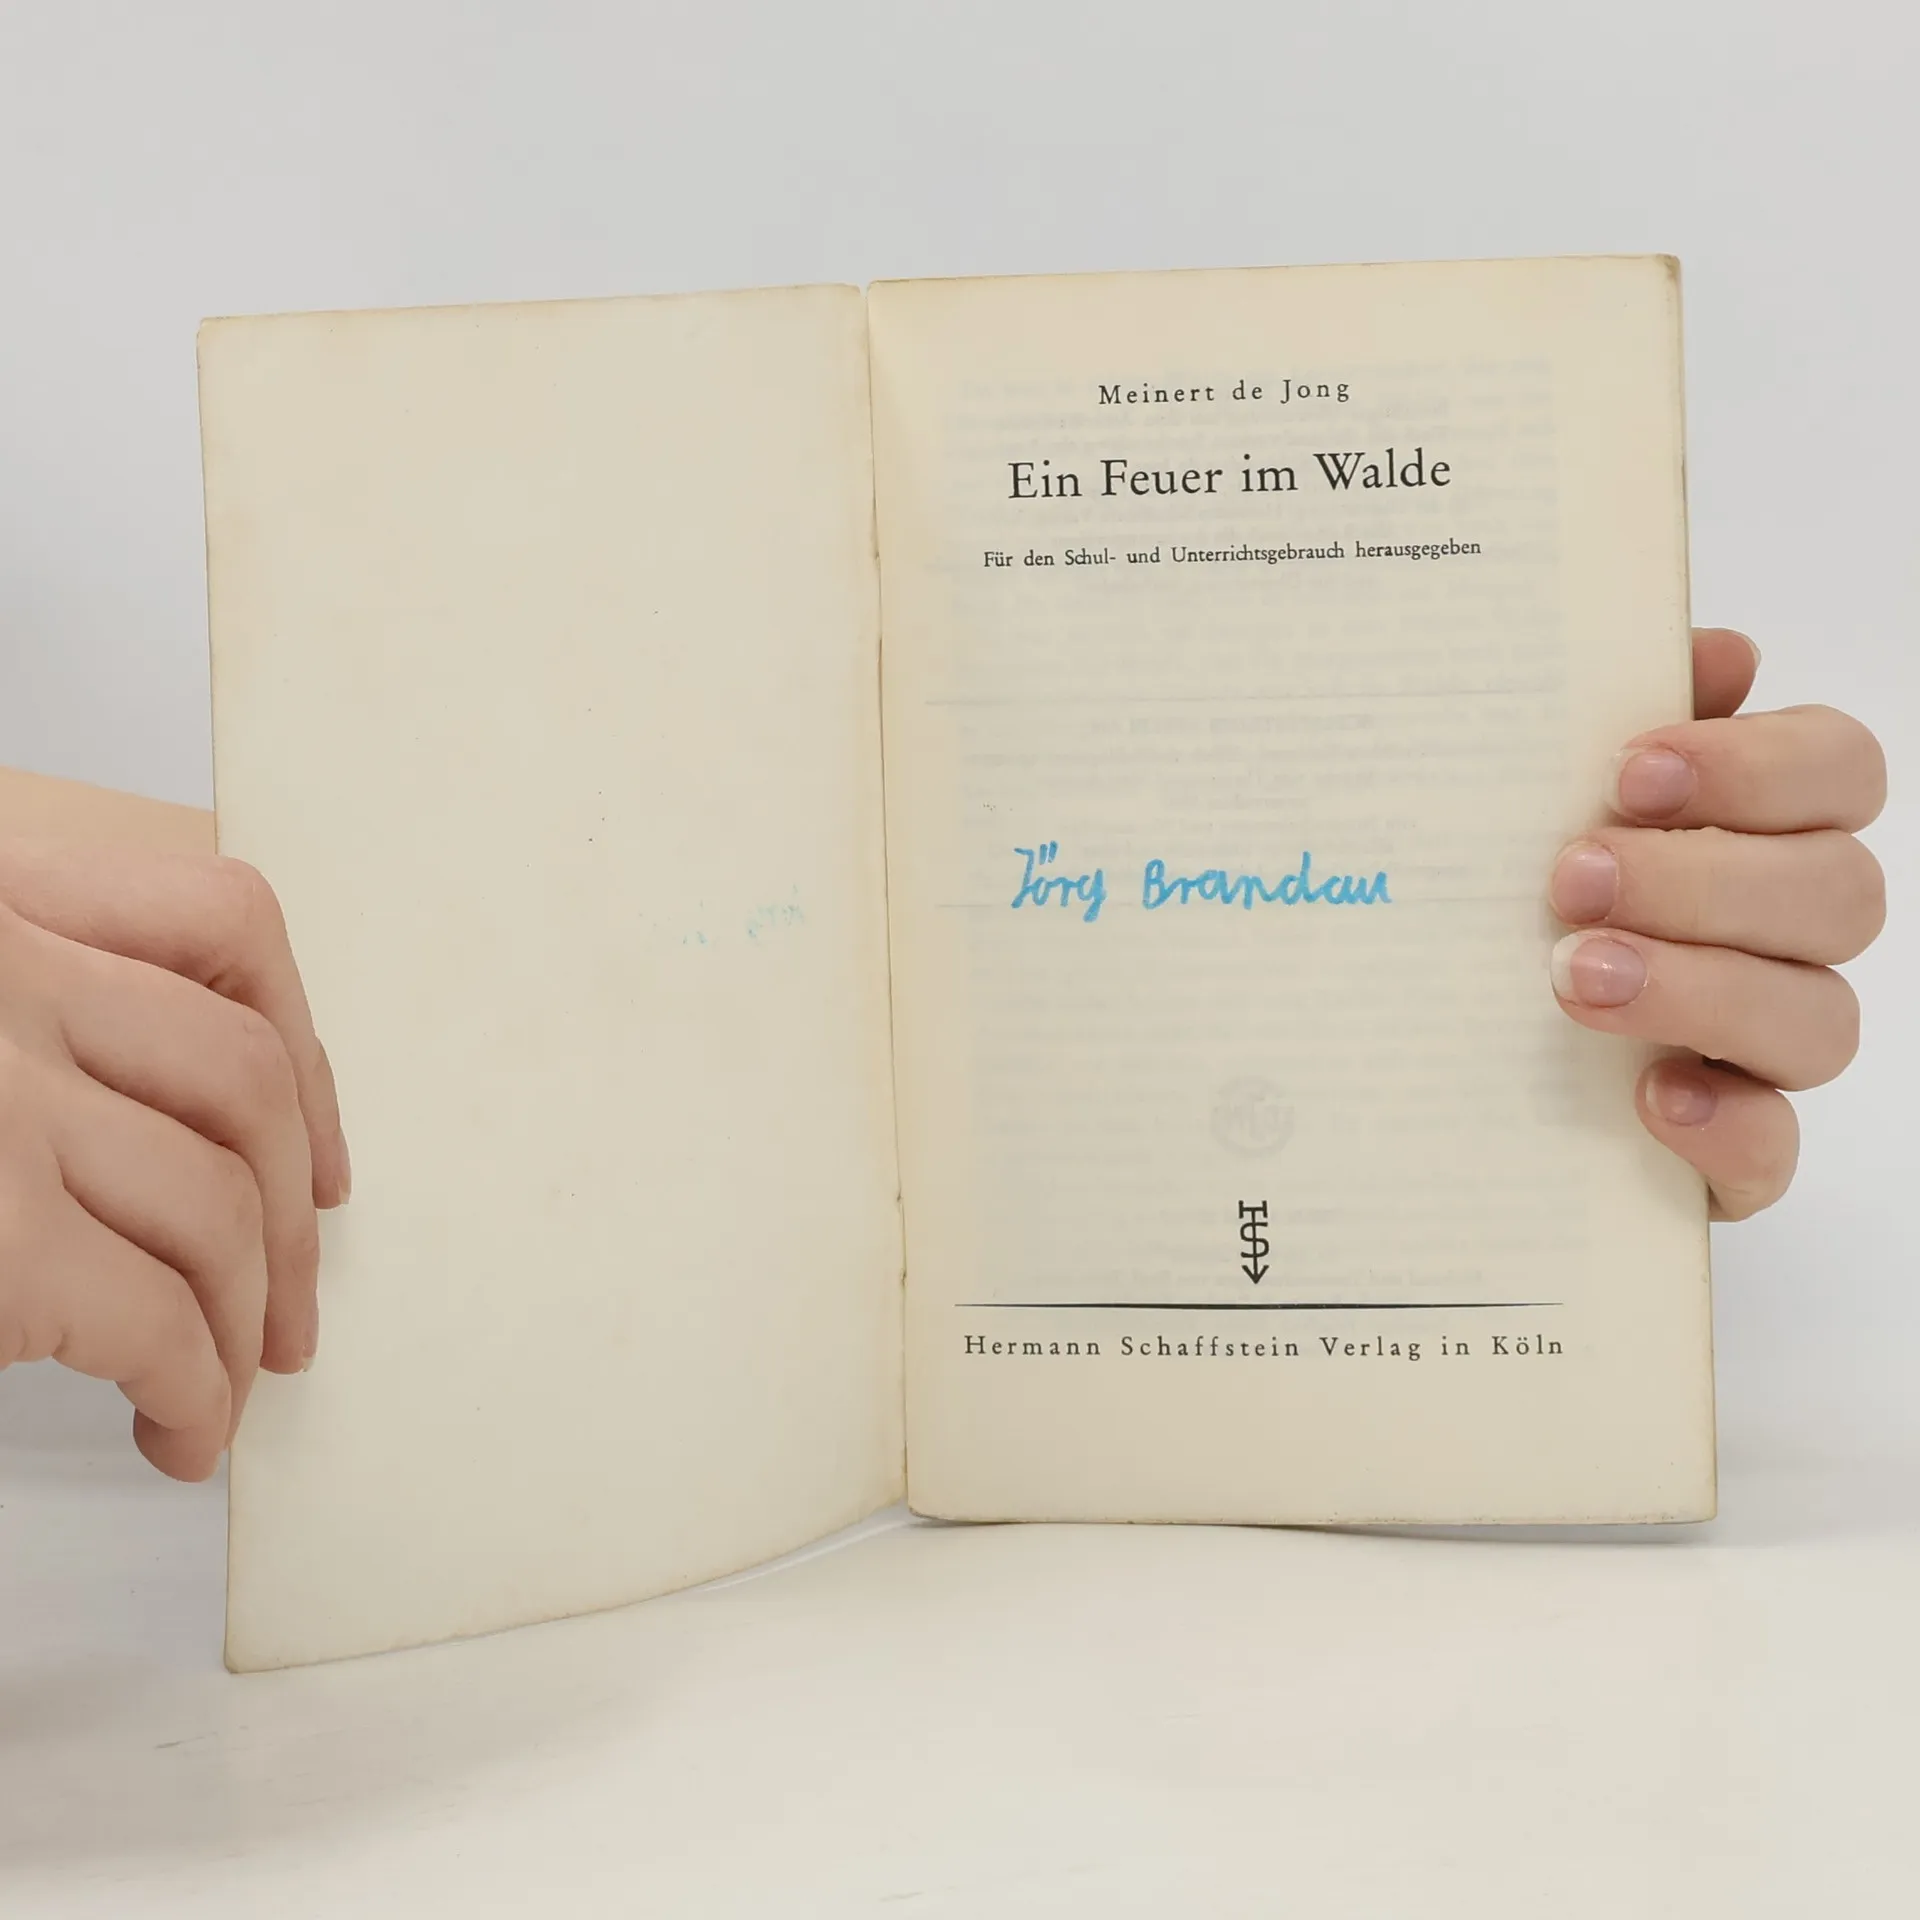 Meinert de Jong
Ein Feuer im Walde
Für den Schul- und Unterrichtsgebrauch herausgegeben
Jörg Brandau
HS
Hermann Schaffstein Verlag in Köln